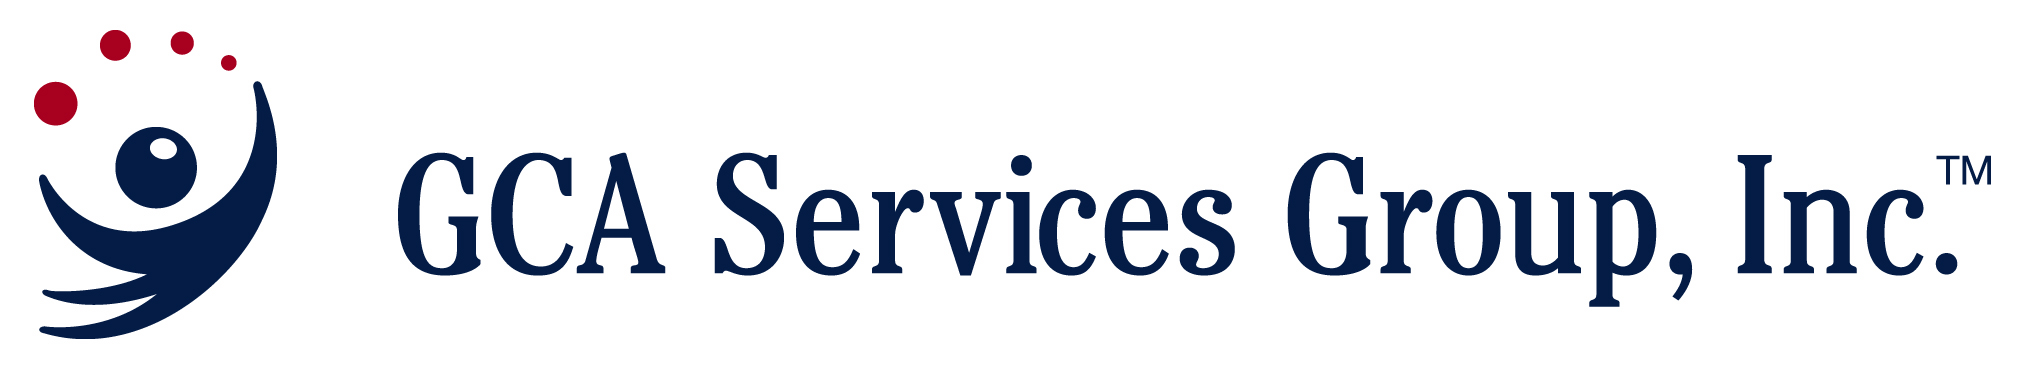 GCA Services Group, Inc.™